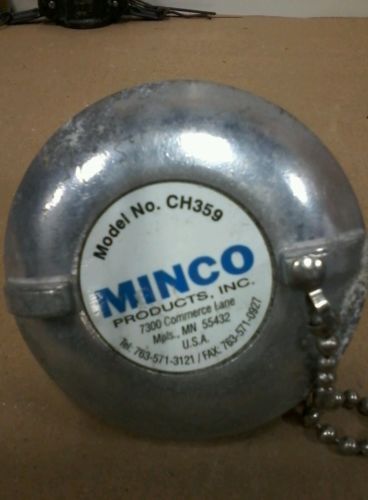 Model No. CH359
MINCO
PRODUCTS, INC.
7300 Commerce Lane
Mpls., MN 55432
U.S.A.
Tel: 763-571-3121 / FAX: 763-571-0927